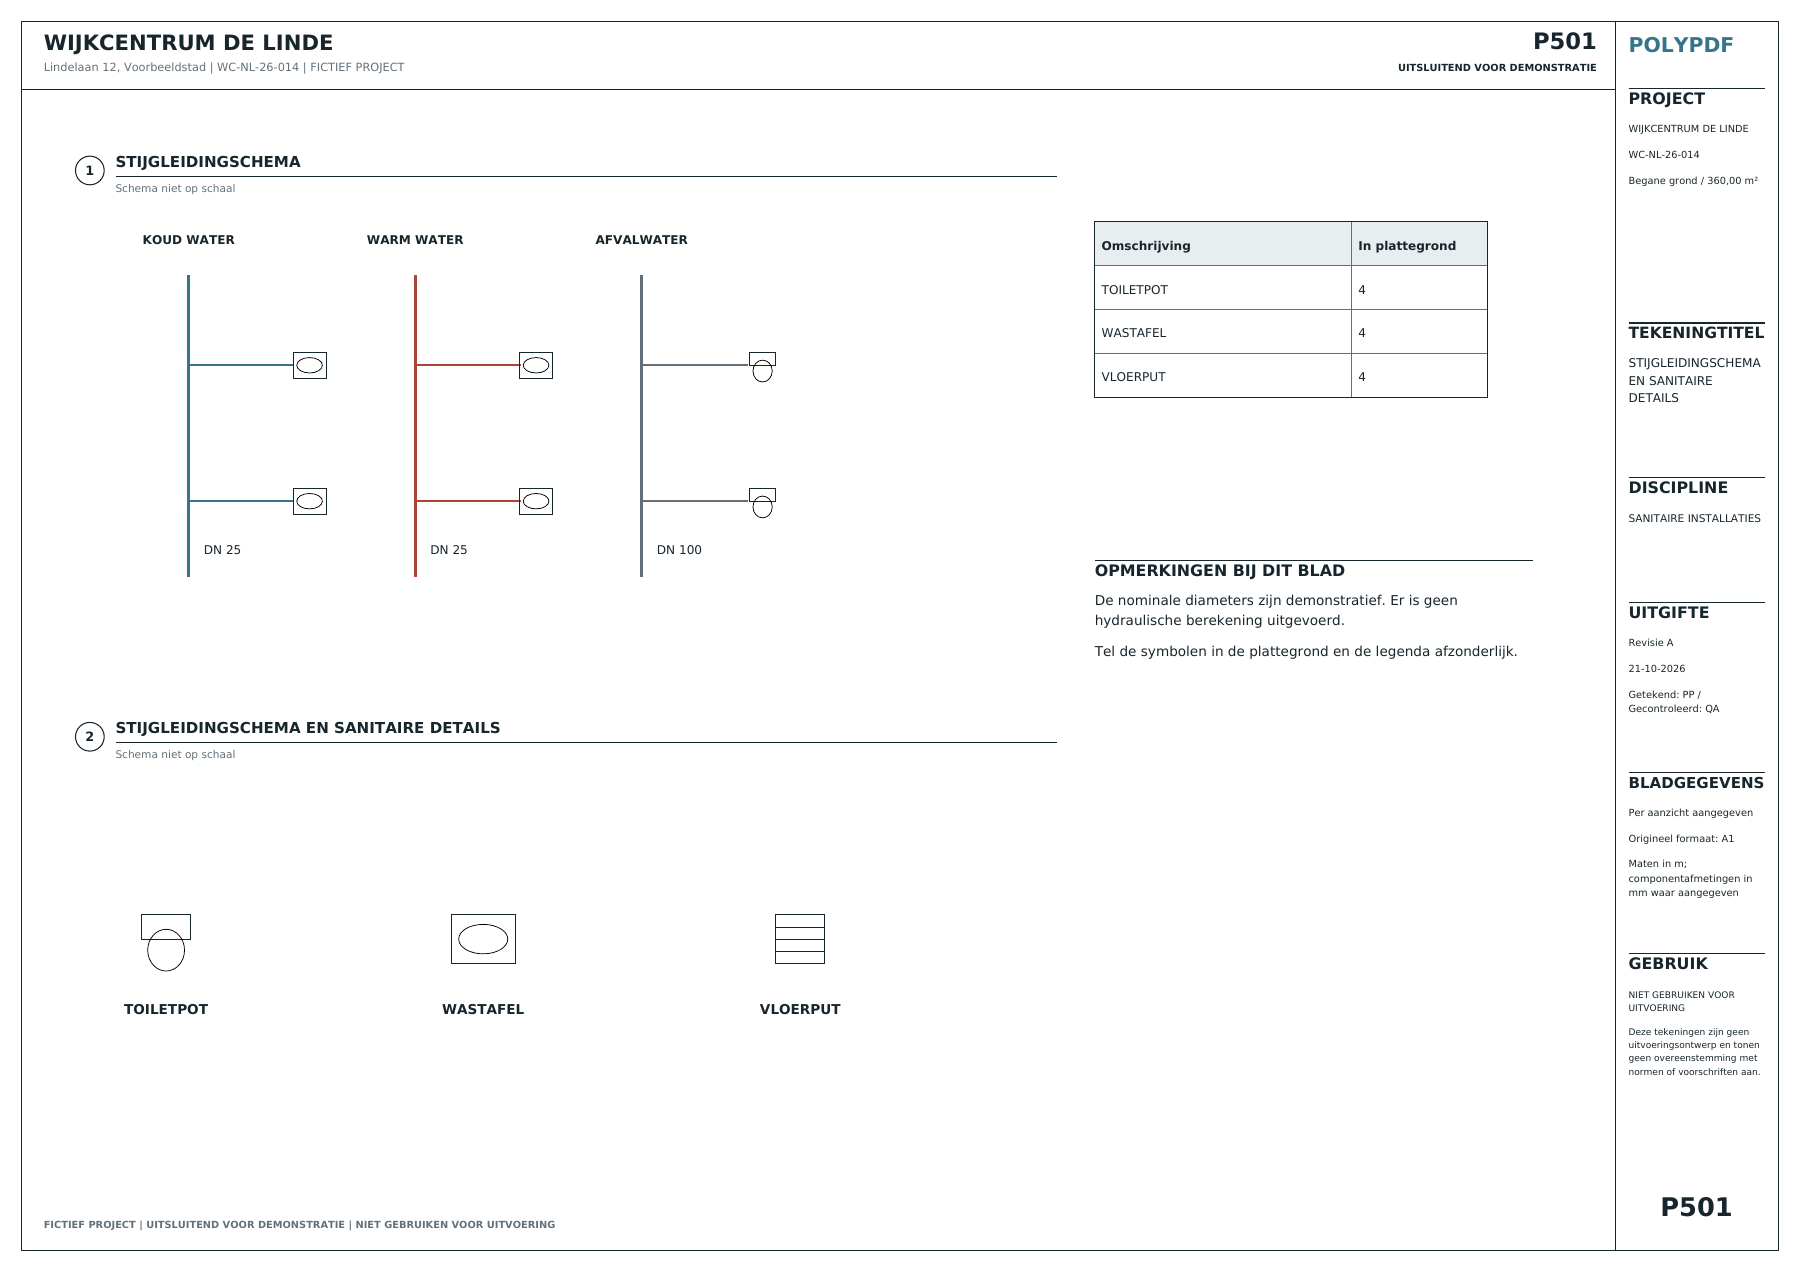 WIJKCENTRUM DE LINDE
Lindelaan 12, Voorbeeldstad | WC-NL-26-014 | FICTIEF PROJECT
P501
UITSLUITEND VOOR DEMONSTRATIE
1
STIJGLEIDINGSCHEMA
Schema niet op schaal
KOUD WATER
WARM WATER
AFVALWATER
DN 25
DN 25
DN 100
Omschrijving In plattegrond
TOILETPOT 4
WASTAFEL 4
VLOERPUT 4
OPMERKINGEN BIJ DIT BLAD
De nominale diameters zijn demonstratief. Er is geen
hydraulische berekening uitgevoerd.
Tel de symbolen in de plattegrond en de legenda afzonderlijk.
2
STIJGLEIDINGSCHEMA EN SANITAIRE DETAILS
Schema niet op schaal
TOILETPOT
WASTAFEL
VLOERPUT
FICTIEF PROJECT | UITSLUITEND VOOR DEMONSTRATIE | NIET GEBRUIKEN VOOR UITVOERING
POLYPDF
PROJECT
WIJKCENTRUM DE LINDE
WC-NL-26-014
Begane grond / 360,00 m²
TEKENINGTITEL
STIJGLEIDINGSCHEMA
EN SANITAIRE
DETAILS
DISCIPLINE
SANITAIRE INSTALLATIES
UITGIFTE
Revisie A
21-10-2026
Getekend: PP /
Gecontroleerd: QA
BLADGEGEVENS
Per aanzicht aangegeven
Origineel formaat: A1
Maten in m;
componentafmetingen in
mm waar aangegeven
GEBRUIK
NIET GEBRUIKEN VOOR
UITVOERING
Deze tekeningen zijn geen
uitvoeringsontwerp en tonen
geen overeenstemming met
normen of voorschriften aan.
P501